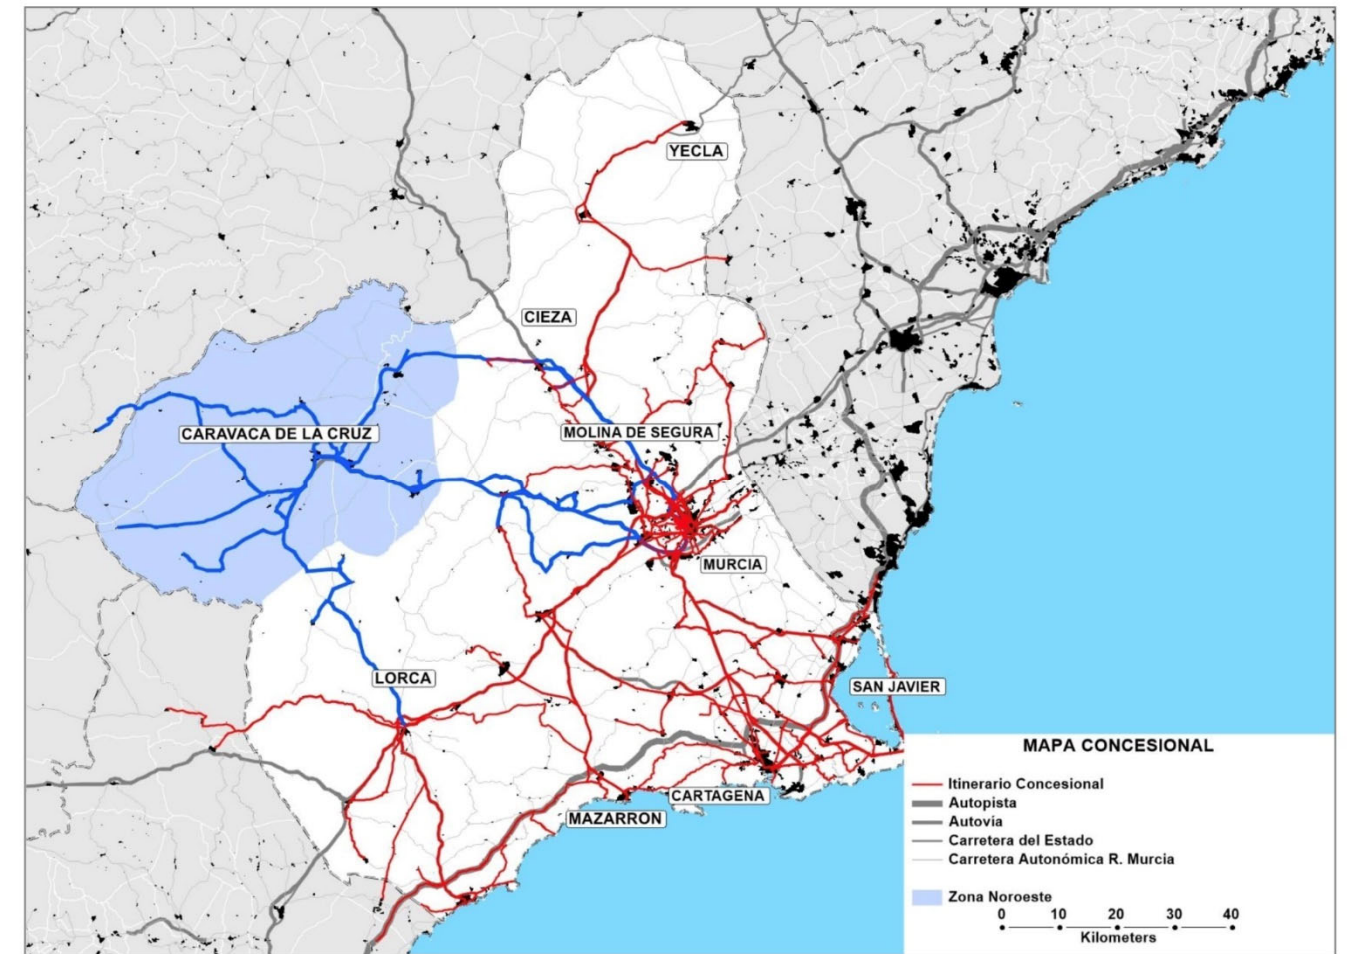 YECLA
CIEZA
CARAVACA DE LA CRUZ
MOLINA DE SEGURA
MURCIA
LORCA
SAN JAVIER
CARTAGENA
MAZARRON
MAPA CONCESIONAL
Itinerario Concesional
Autopista
Autovia
Carretera del Estado
Carretera Autonómica R. Murcia
Zona Noroeste
0 10 20 30 40
Kilometers